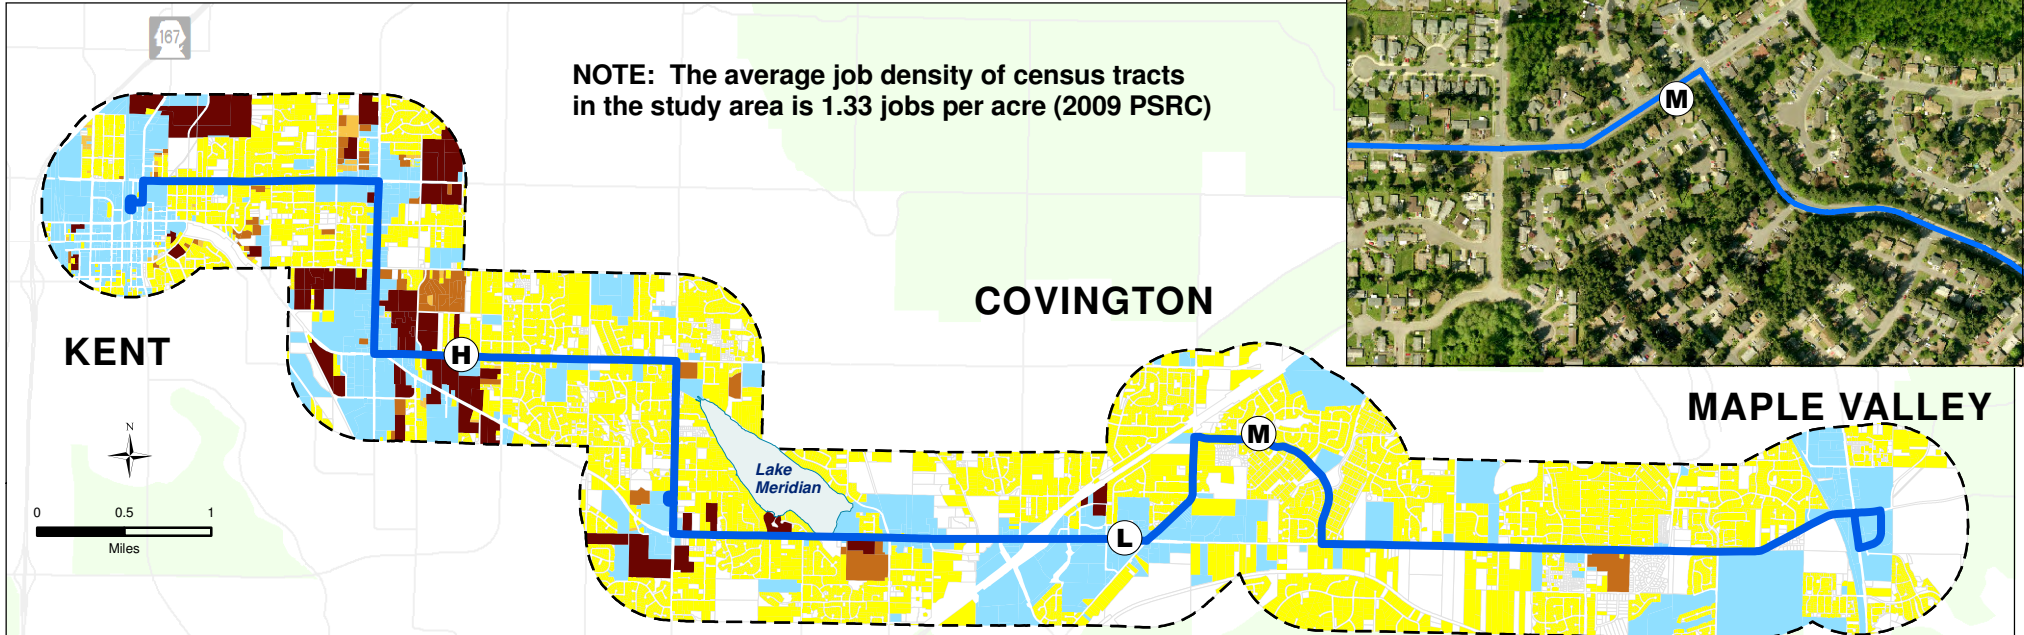 167
NOTE: The average job density of census tracts
in the study area is 1.33 jobs per acre (2009 PSRC)
M
COVINGTON
KENT
H
MAPLE VALLEY
M
N
Lake
Meridian
0 0.5 1
Miles
L